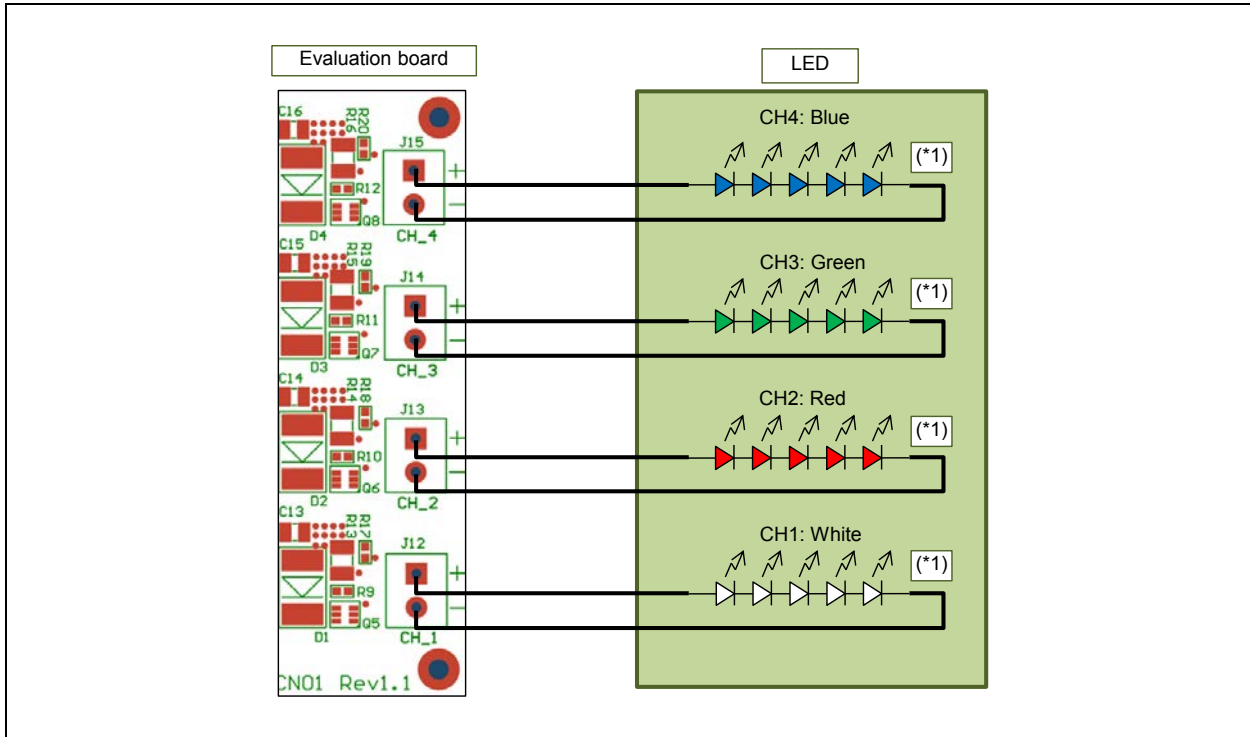 Evaluation board
LED
C16
R16
R20
J15
+
R12
−
Q8
D4
CH_4
CH4: Blue
(*1)
C15
R15
R19
J14
+
R11
−
Q7
D3
CH_3
CH3: Green
(*1)
C14
R14
R18
J13
+
R10
−
Q6
D2
CH_2
CH2: Red
(*1)
C13
R13
R17
J12
+
R9
−
Q5
D1
CH_1
CH1: White
(*1)
CN01 Rev1.1